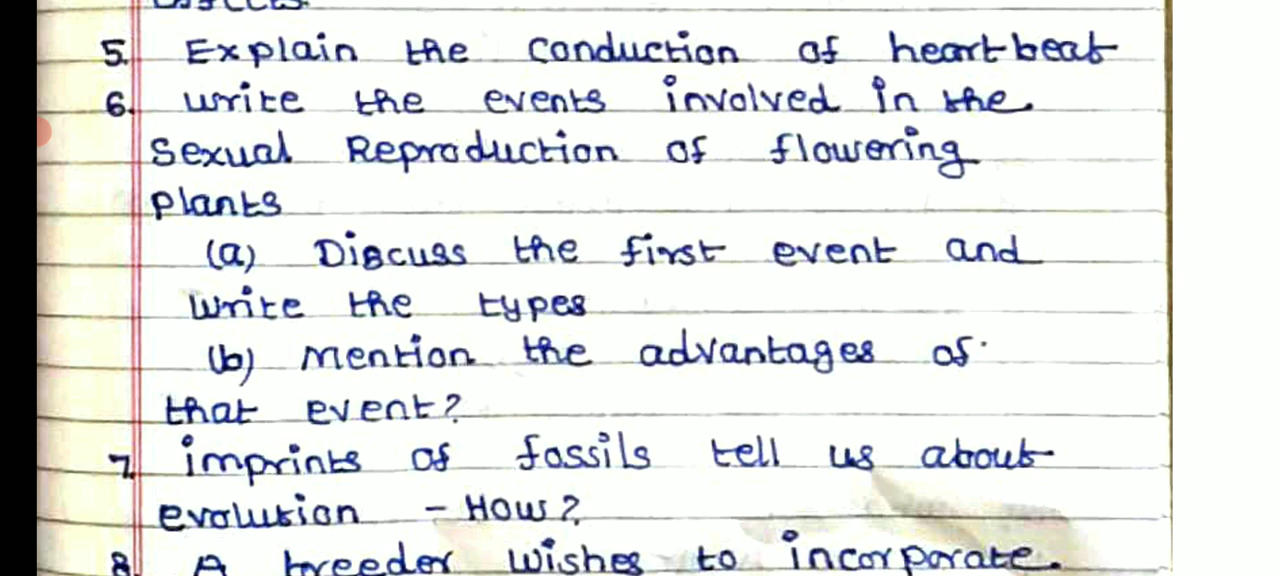 5. Explain the conduction of heartbeat
6. write the events involved in the
Sexual Reproduction of flowering
plants
(a) Discuss the first event and
write the types
(b) Mention the advantages of
that event?
7. imprints of fossils tell us about
evolution - How?
8. A breeder wishes to incorporate